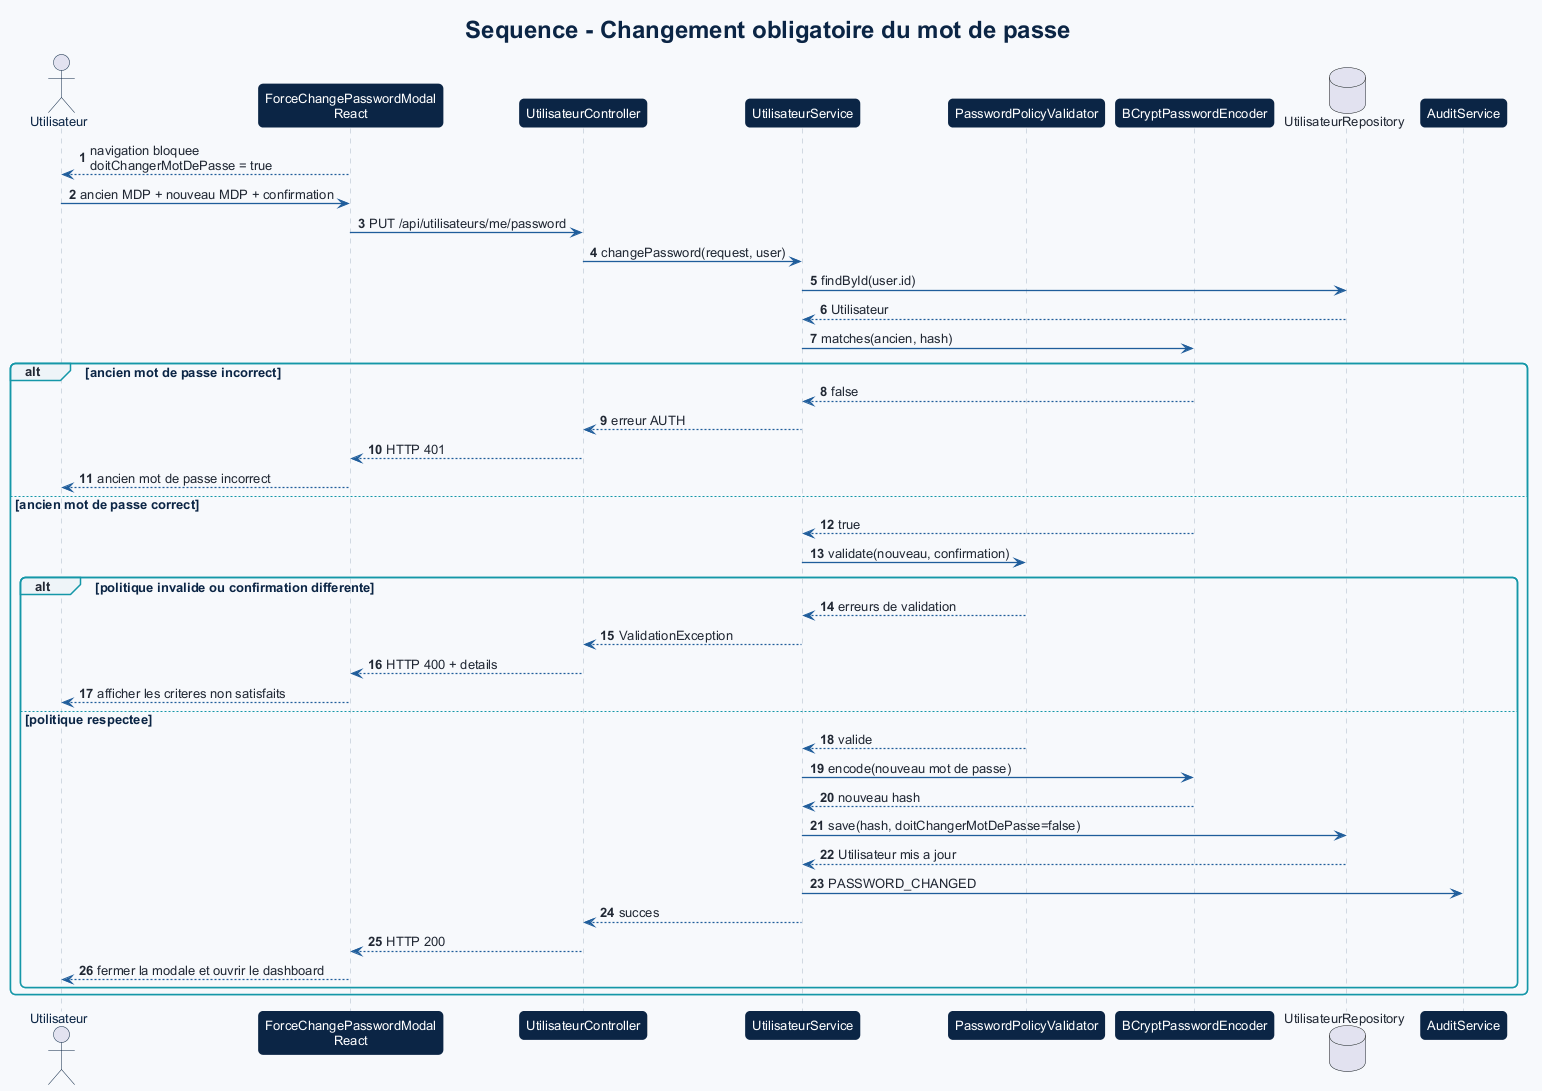 Sequence - Changement obligatoire du mot de passe
Utilisateur
ForceChangePasswordModal
React
UtilisateurController
UtilisateurService
PasswordPolicyValidator
BCryptPasswordEncoder
UtilisateurRepository
AuditService
1 navigation bloquee
doitChangerMotDePasse = true
2 ancien MDP + nouveau MDP + confirmation
3 PUT /api/utilisateurs/me/password
4 changePassword(request, user)
5 findById(user.id)
6 Utilisateur
7 matches(ancien, hash)
alt [ancien mot de passe incorrect]
8 false
9 erreur AUTH
10 HTTP 401
11 ancien mot de passe incorrect
[ancien mot de passe correct]
12 true
13 validate(nouveau, confirmation)
alt [politique invalide ou confirmation differente]
14 erreurs de validation
15 ValidationException
16 HTTP 400 + details
17 afficher les criteres non satisfaits
[politique respectee]
18 valide
19 encode(nouveau mot de passe)
20 nouveau hash
21 save(hash, doitChangerMotDePasse=false)
22 Utilisateur mis a jour
23 PASSWORD_CHANGED
24 succes
25 HTTP 200
26 fermer la modale et ouvrir le dashboard
Utilisateur
ForceChangePasswordModal
React
UtilisateurController
UtilisateurService
PasswordPolicyValidator
BCryptPasswordEncoder
UtilisateurRepository
AuditService